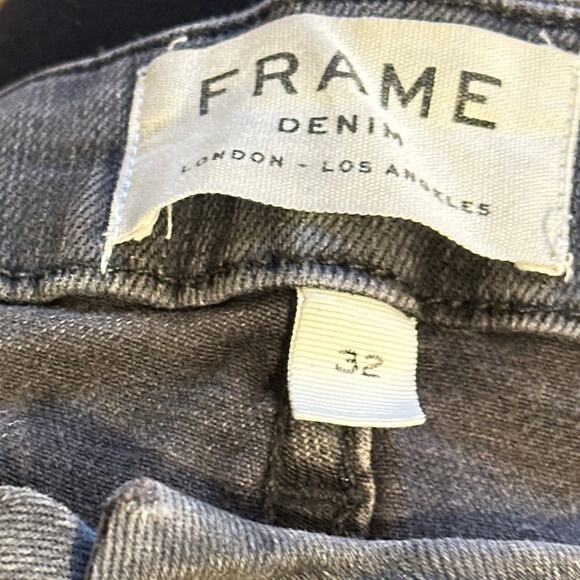 FRAME
DENIM
LONDON - LOS ANGELES
32